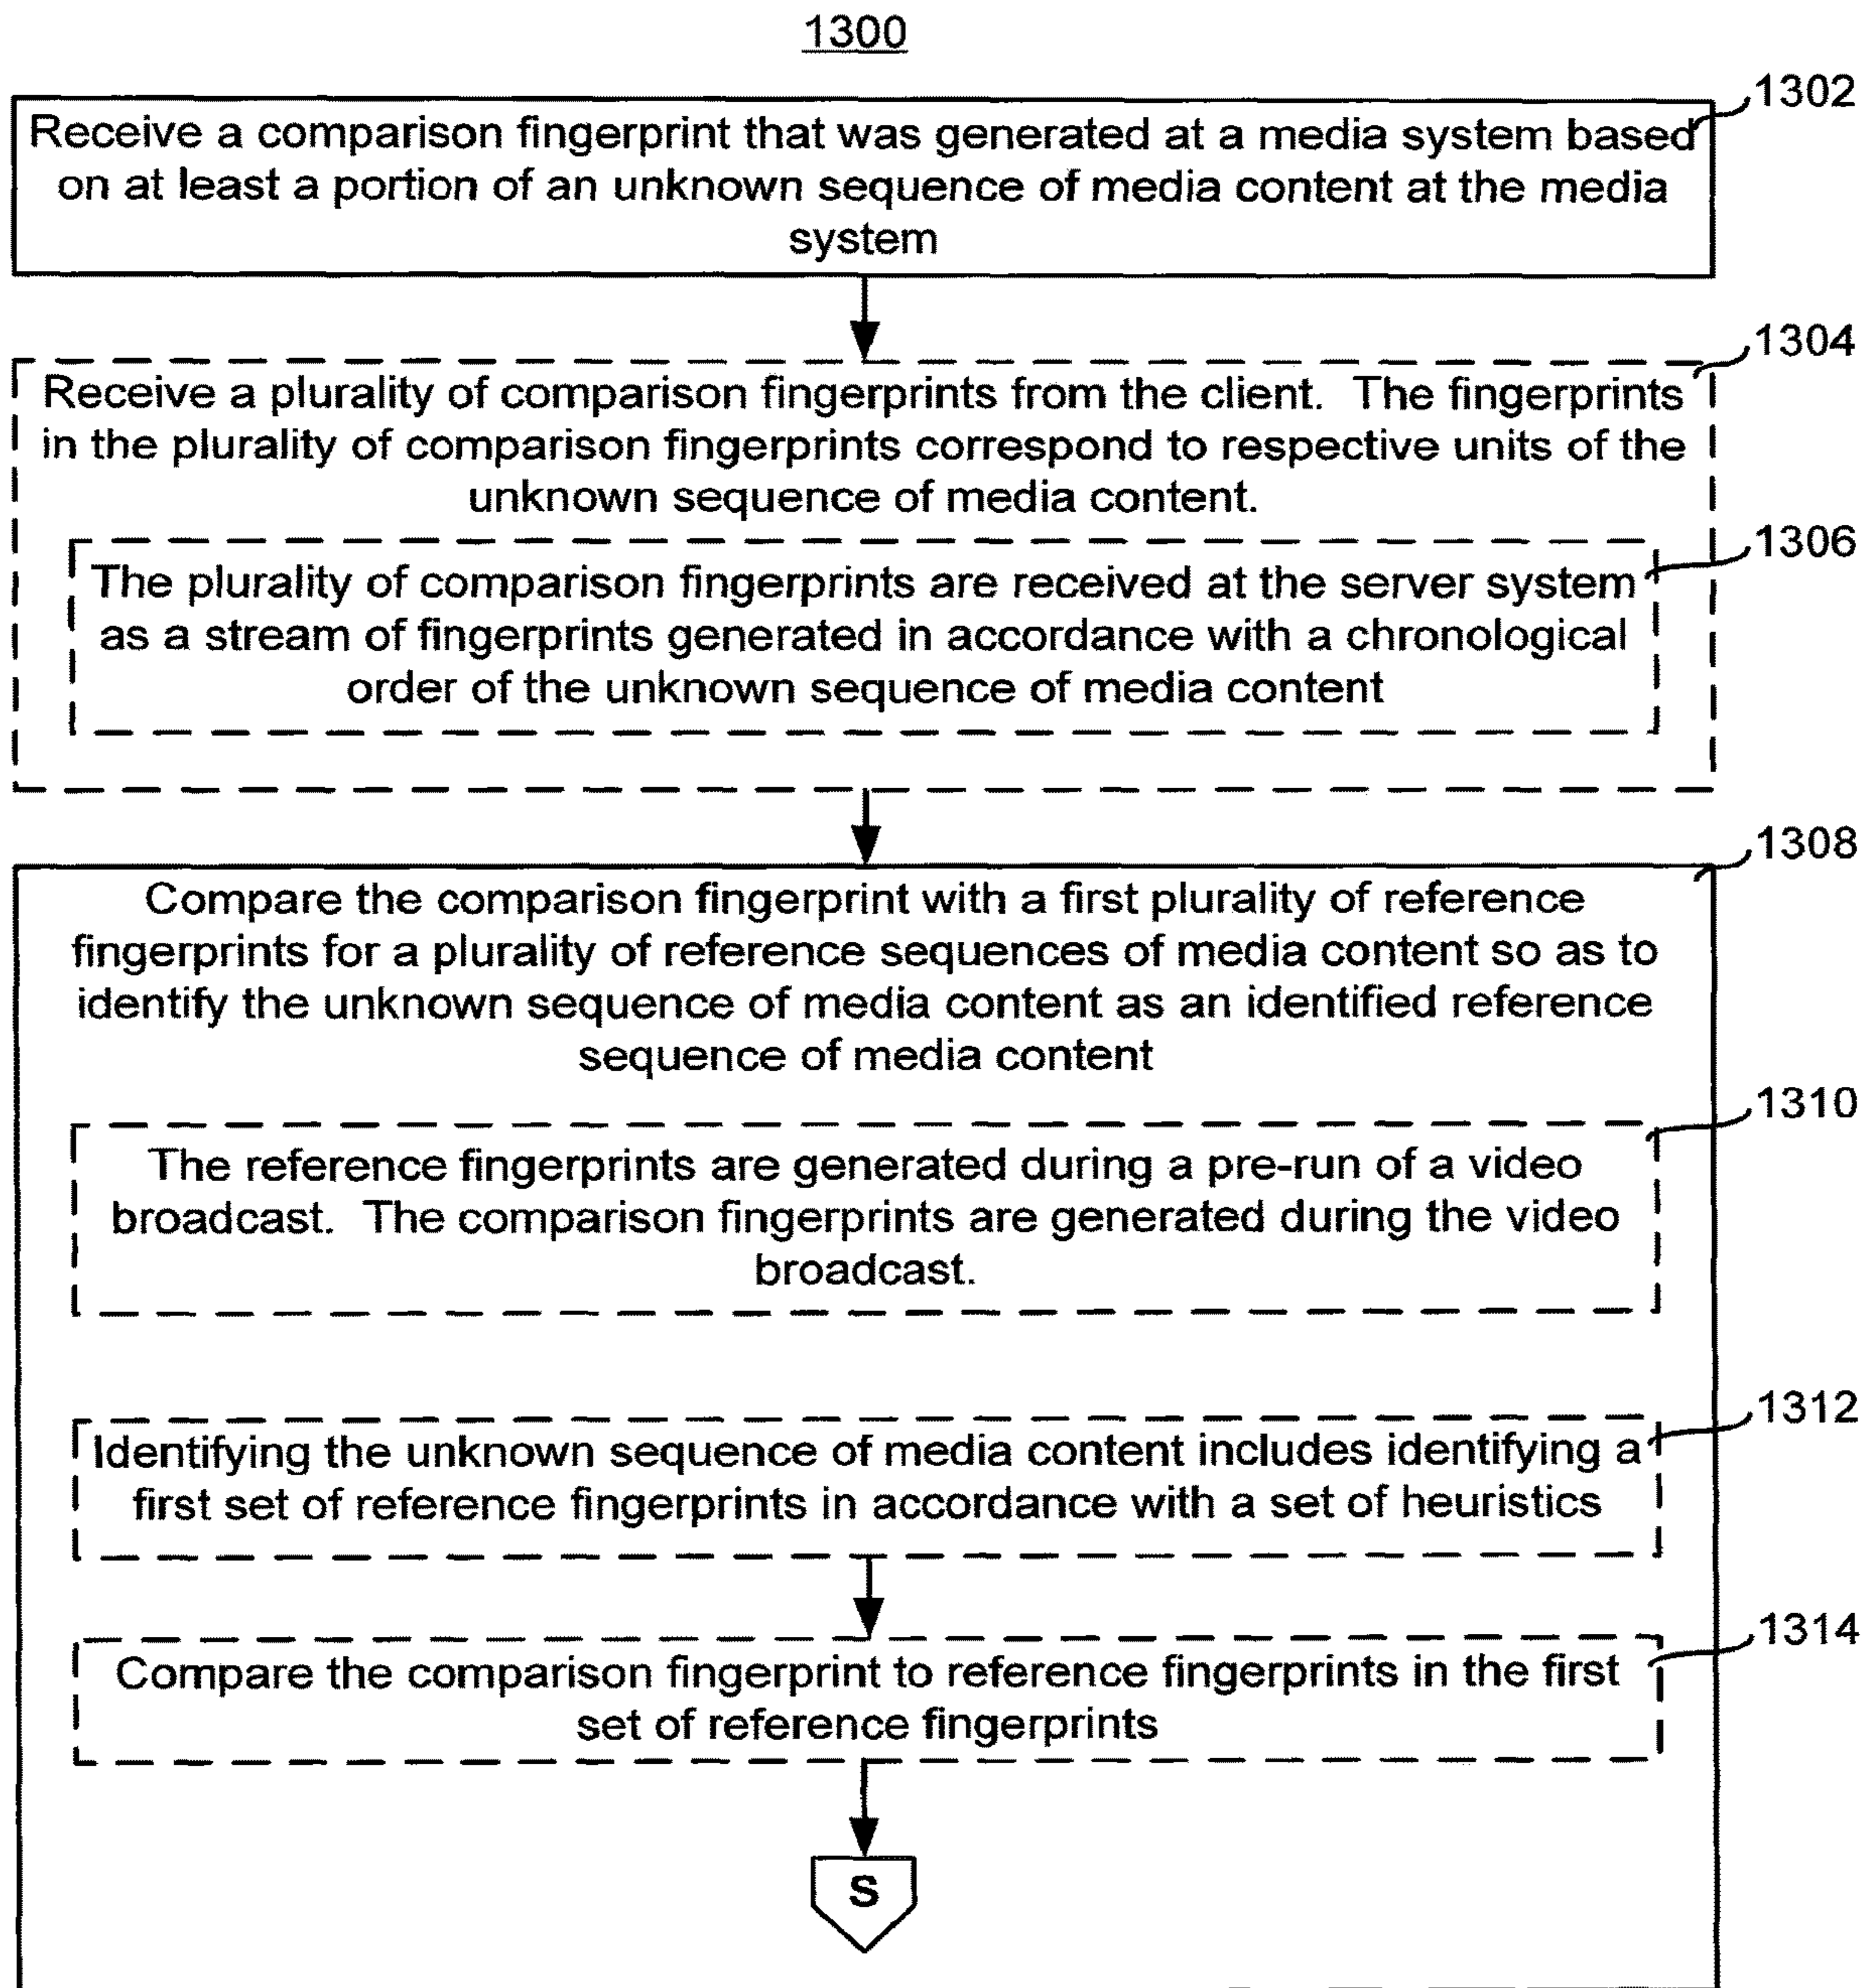 1300
1302
Receive a comparison fingerprint that was generated at a media system based
on at least a portion of an unknown sequence of media content at the media
system
1304
Receive a plurality of comparison fingerprints from the client.  The fingerprints
in the plurality of comparison fingerprints correspond to respective units of the
unknown sequence of media content.
1306
The plurality of comparison fingerprints are received at the server system
as a stream of fingerprints generated in accordance with a chronological
order of the unknown sequence of media content
1308
Compare the comparison fingerprint with a first plurality of reference
fingerprints for a plurality of reference sequences of media content so as to
identify the unknown sequence of media content as an identified reference
sequence of media content
1310
The reference fingerprints are generated during a pre-run of a video
broadcast.  The comparison fingerprints are generated during the video
broadcast.
1312
Identifying the unknown sequence of media content includes identifying a
first set of reference fingerprints in accordance with a set of heuristics
1314
Compare the comparison fingerprint to reference fingerprints in the first
set of reference fingerprints
S